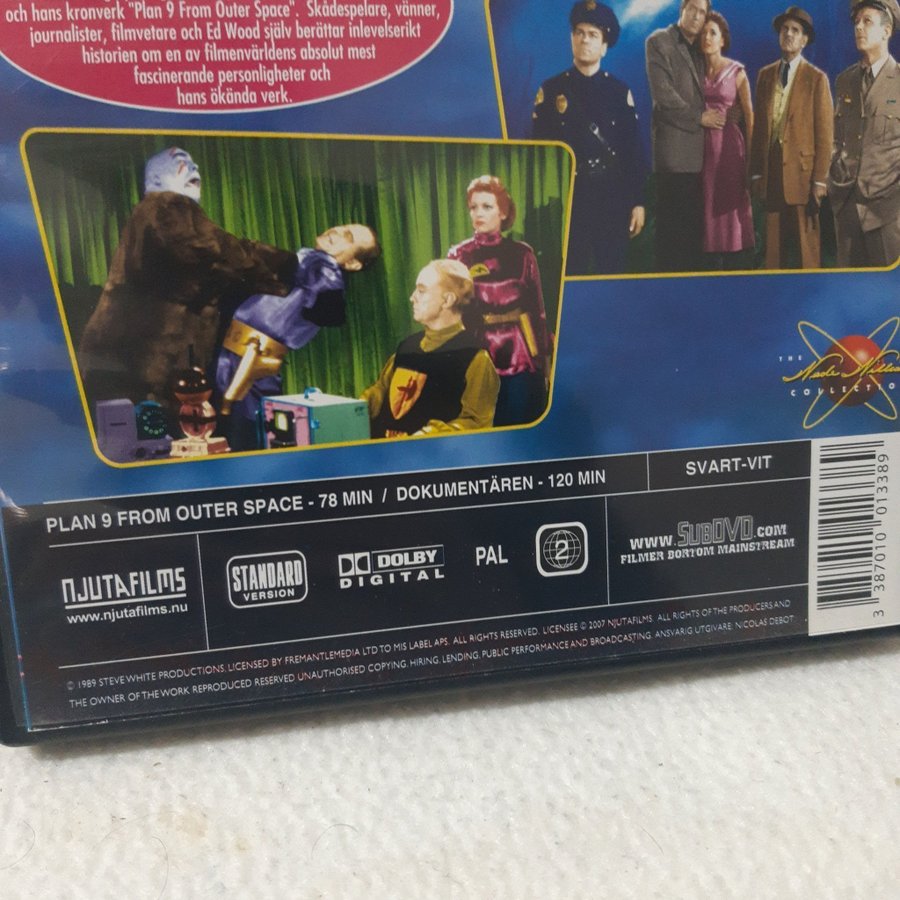 och hans kronverk "Plan 9 From Outer Space". Skådespelare, vänner,
journalister, filmvetare och Ed Wood själv berättar inlevelserikt
historien om en av filmenvärldens absolut mest
fascinerande personligheter och
hans ökända verk.
THE
Wade Williams
COLLECTION
PLAN 9 FROM OUTER SPACE - 78 MIN / DOKUMENTÄREN - 120 MIN
SVART-VIT
NJUTAFILMS
www.njutafilms.nu
STANDARD
VERSION
DOLBY
DIGITAL
PAL
2
WWW.SUBDVD.COM
FILMER BORTOM MAINSTREAM
© 1989 STEVE WHITE PRODUCTIONS. LICENSED BY FREMANTLEMEDIA LTD TO MIS LABEL APS. ALL RIGHTS RESERVED. LICENSEE © 2007 NJUTAFILMS. ALL RIGHTS OF THE PRODUCERS AND
THE OWNER OF THE WORK REPRODUCED RESERVED UNAUTHORISED COPYING. HIRING, LENDING, PUBLIC PERFORMANCE AND BROADCASTING. ANSVARIG UTGIVARE: NICOLAS DEBOT
3 387010 013389